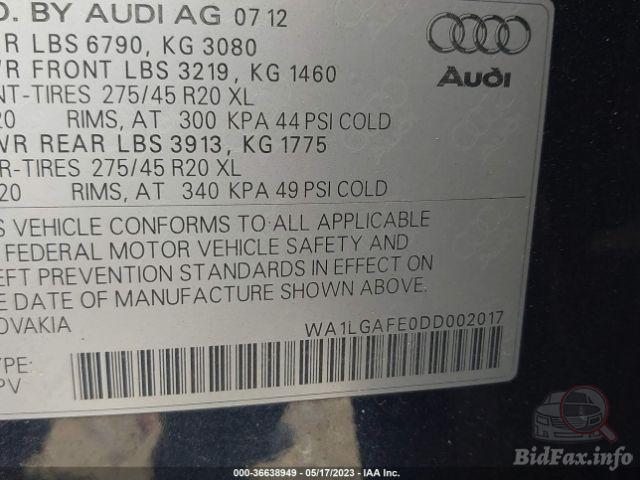 D. BY AUDI AG 07 12
R LBS 6790, KG 3080
WR FRONT LBS 3219, KG 1460
NT-TIRES 275/45 R20 XL
20 RIMS, AT 300 KPA 44 PSI COLD
WR REAR LBS 3913, KG 1775
R-TIRES 275/45 R20 XL
20 RIMS, AT 340 KPA 49 PSI COLD
S VEHICLE CONFORMS TO ALL APPLICABLE
FEDERAL MOTOR VEHICLE SAFETY AND
EFT PREVENTION STANDARDS IN EFFECT ON
E DATE OF MANUFACTURE SHOWN ABOVE.
OVAKIA WA1LGAFE0DD002017
YPE:
PV
Audi
000-36638949 — 05/17/2023 — IAA Inc.
BidFax.info